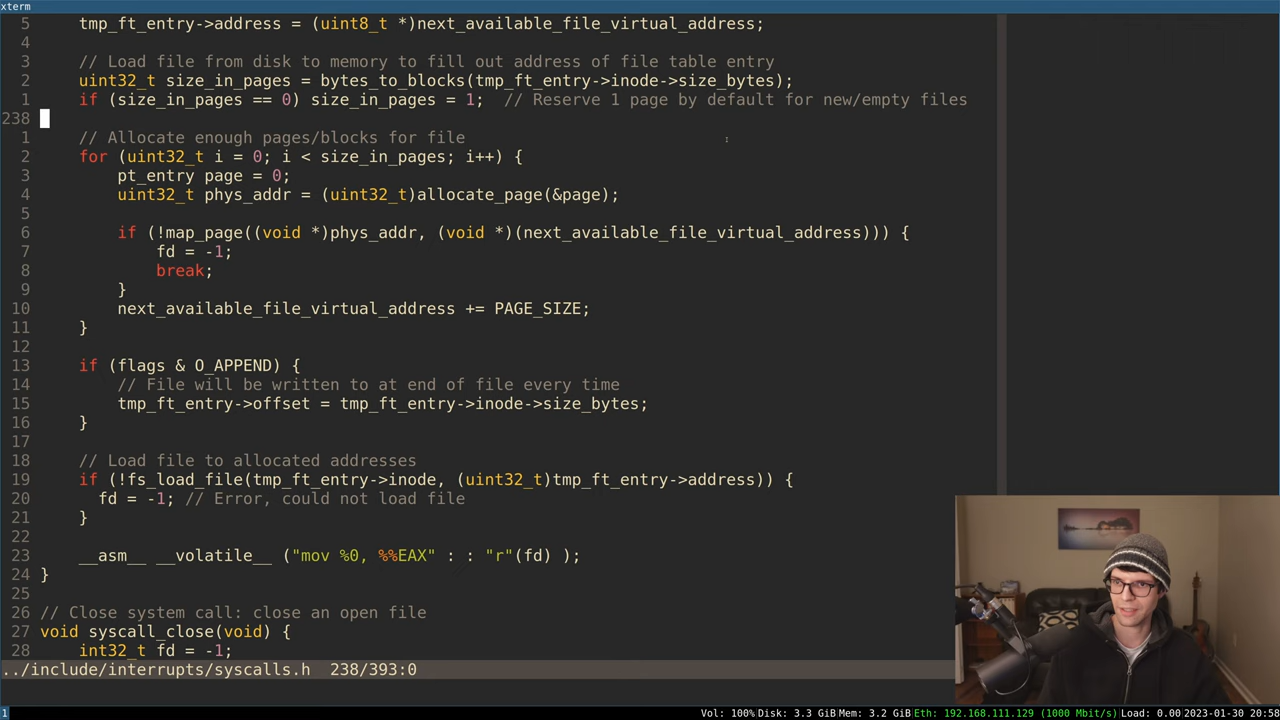 xterm
5 tmp_ft_entry->address = (uint8_t *)next_available_file_virtual_address;
4
3 // Load file from disk to memory to fill out address of file table entry
2 uint32_t size_in_pages = bytes_to_blocks(tmp_ft_entry->inode->size_bytes);
1 if (size_in_pages == 0) size_in_pages = 1;  // Reserve 1 page by default for new/empty files
238
1 // Allocate enough pages/blocks for file
2 for (uint32_t i = 0; i < size_in_pages; i++) {
3 pt_entry page = 0;
4 uint32_t phys_addr = (uint32_t)allocate_page(&page);
5
6 if (!map_page((void *)phys_addr, (void *)(next_available_file_virtual_address))) {
7 fd = -1;
8 break;
9 }
10 next_available_file_virtual_address += PAGE_SIZE;
11 }
12
13 if (flags & O_APPEND) {
14 // File will be written to at end of file every time
15 tmp_ft_entry->offset = tmp_ft_entry->inode->size_bytes;
16 }
17
18 // Load file to allocated addresses
19 if (!fs_load_file(tmp_ft_entry->inode, (uint32_t)tmp_ft_entry->address)) {
20 fd = -1; // Error, could not load file
21 }
22
23 __asm__ __volatile__ ("mov %0, %%EAX" : : "r"(fd) );
24 }
25
26 // Close system call: close an open file
27 void syscall_close(void) {
28 int32_t fd = -1;
../include/interrupts/syscalls.h  238/393:0
1 Vol: 100% Disk: 3.3 GiB Mem: 3.2 GiB Eth: 192.168.111.129 (1000 Mbit/s) Load: 0.00 2023-01-30 20:58